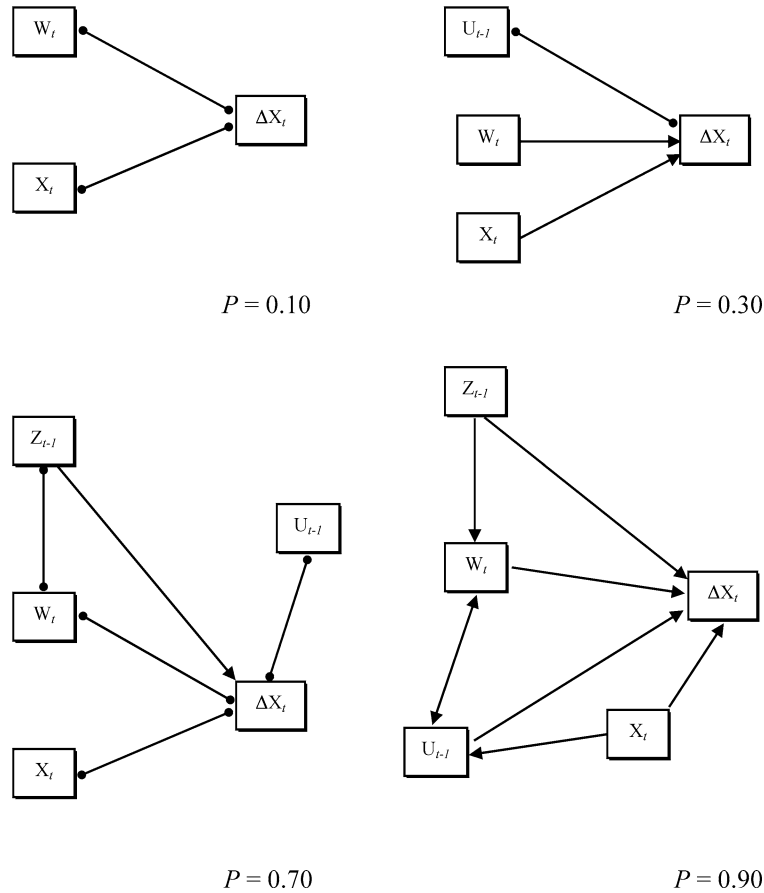 Wₜ
ΔXₜ
Xₜ
P = 0.10
Uₜ₋₁
Wₜ
ΔXₜ
Xₜ
P = 0.30
Zₜ₋₁
Uₜ₋₁
Wₜ
ΔXₜ
Xₜ
P = 0.70
Zₜ₋₁
Wₜ
ΔXₜ
Uₜ₋₁
Xₜ
P = 0.90